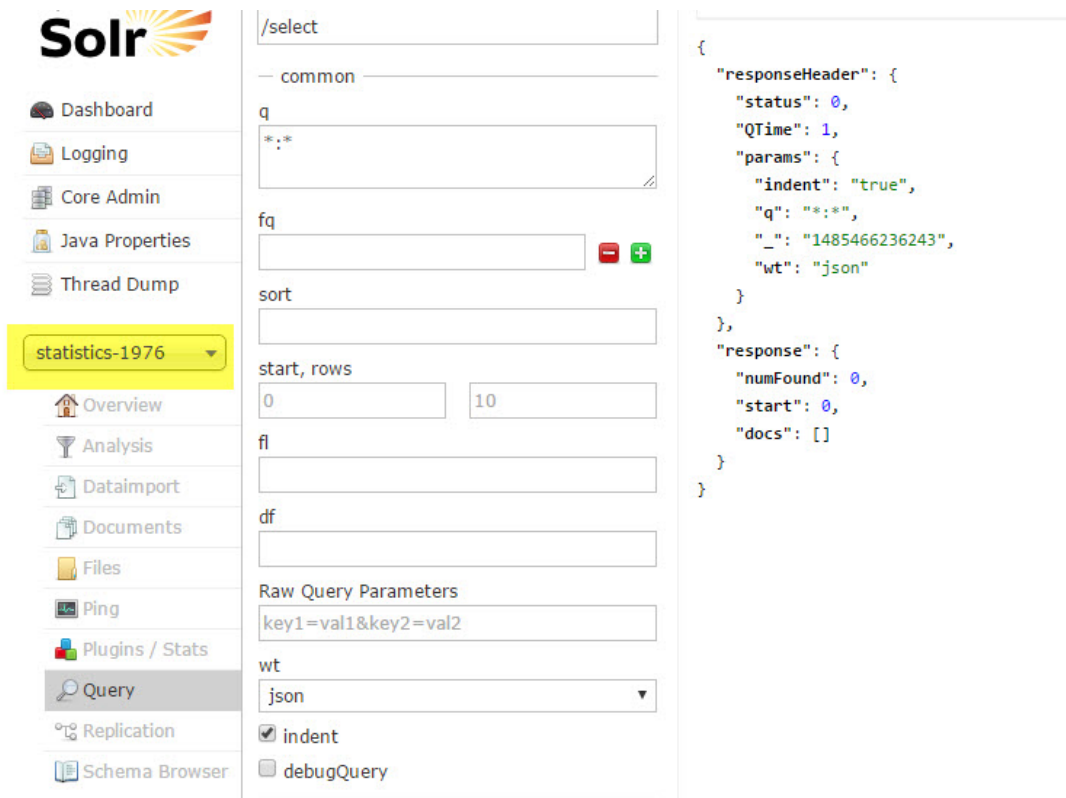 Solr
Dashboard
Logging
Core Admin
Java Properties
Thread Dump
statistics-1976
Overview
Analysis
Dataimport
Documents
Files
Ping
Plugins / Stats
Query
Replication
Schema Browser
/select
common
q
*:*
fq
sort
start, rows
0 10
fl
df
Raw Query Parameters
key1=val1&key2=val2
wt
json
indent
debugQuery
{
"responseHeader": {
"status": 0,
"QTime": 1,
"params": {
"indent": "true",
"q": "*:*",
"_": "1485466236243",
"wt": "json"
}
},
"response": {
"numFound": 0,
"start": 0,
"docs": []
}
}